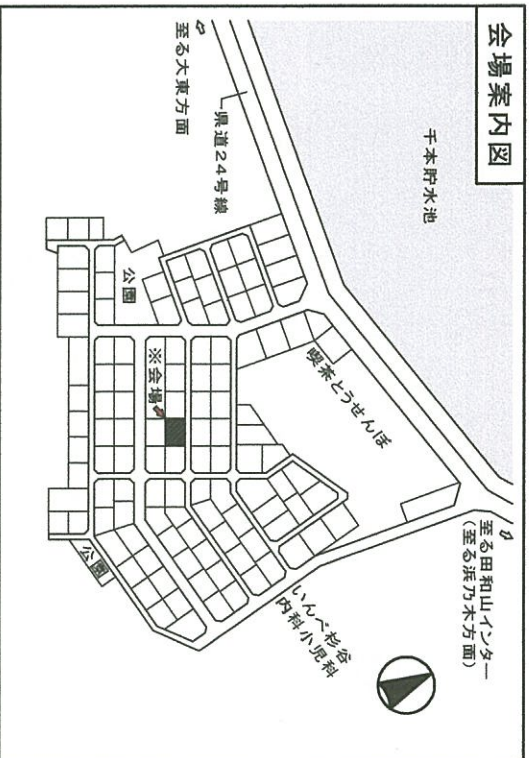 会場案内図
千本貯水池
至る大東方面
県道24号線
公園
※会場
喫茶とうせんぼ
至る田和山インター
(至る浜乃木方面)
いんべ杉谷
内科小児科
公園